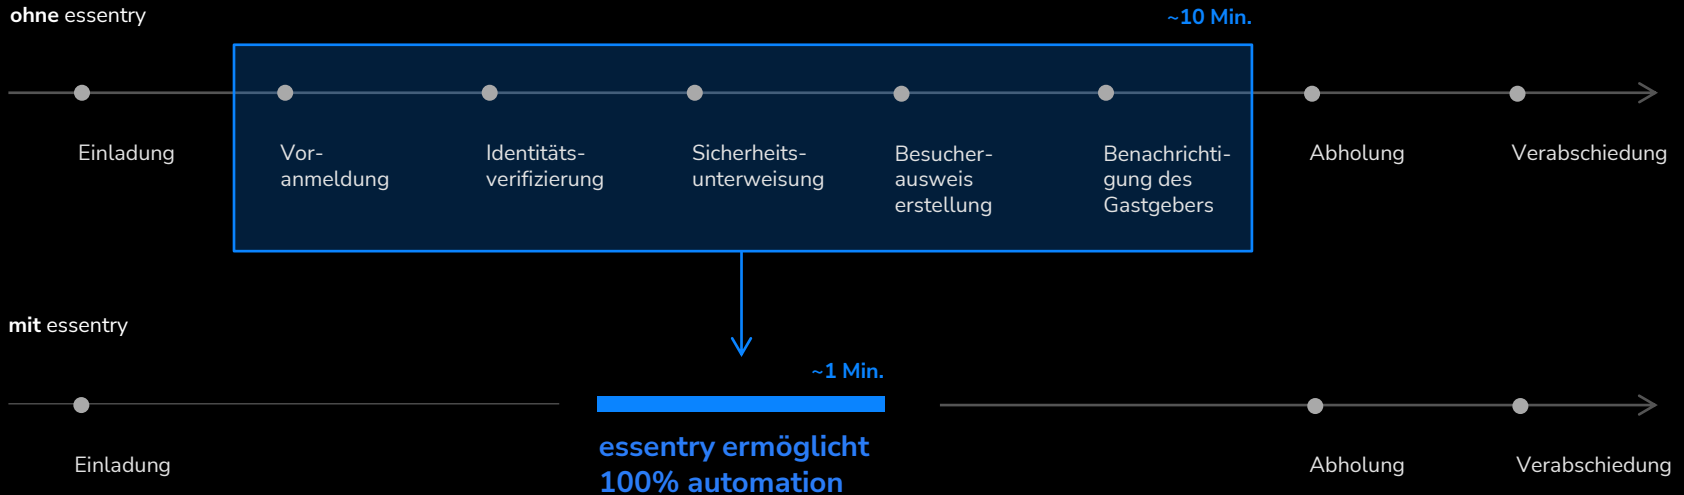 ohne essentry
~10 Min.
Einladung
Vor-
anmeldung
Identitäts-
verifizierung
Sicherheits-
unterweisung
Besucher-
ausweis
erstellung
Benachrichti-
gung des
Gastgebers
Abholung
Verabschiedung
mit essentry
~1 Min.
Einladung
essentry ermöglicht
100% automation
Abholung
Verabschiedung